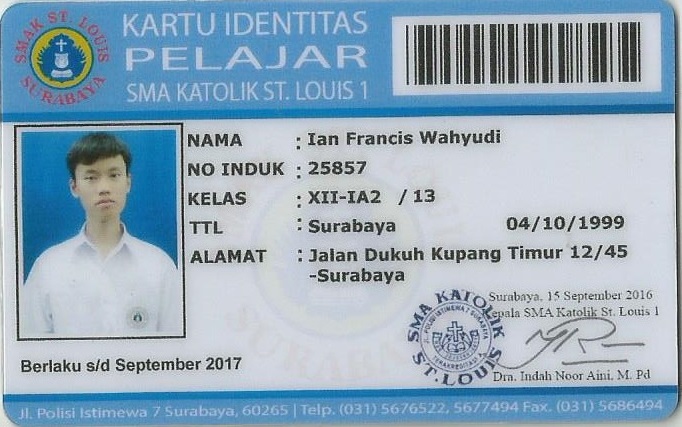 SMAK ST. LOUIS
SURABAYA
KARTU IDENTITAS
PELAJAR
SMA KATOLIK ST. LOUIS 1
NAMA : Ian Francis Wahyudi
NO INDUK : 25857
KELAS : XII-IA2 / 13
TTL : Surabaya 04/10/1999
ALAMAT : Jalan Dukuh Kupang Timur 12/45
-Surabaya
Surabaya, 15 September 2016
epala SMA Katolik St. Louis 1
SMA KATOLIK
ST. LOUIS
Dra. Indah Noor Aini, M. Pd
Berlaku s/d September 2017
Jl. Polisi Istimewa 7 Surabaya, 60265 | Telp. (031) 5676522, 5677494 Fax. (031) 5686494